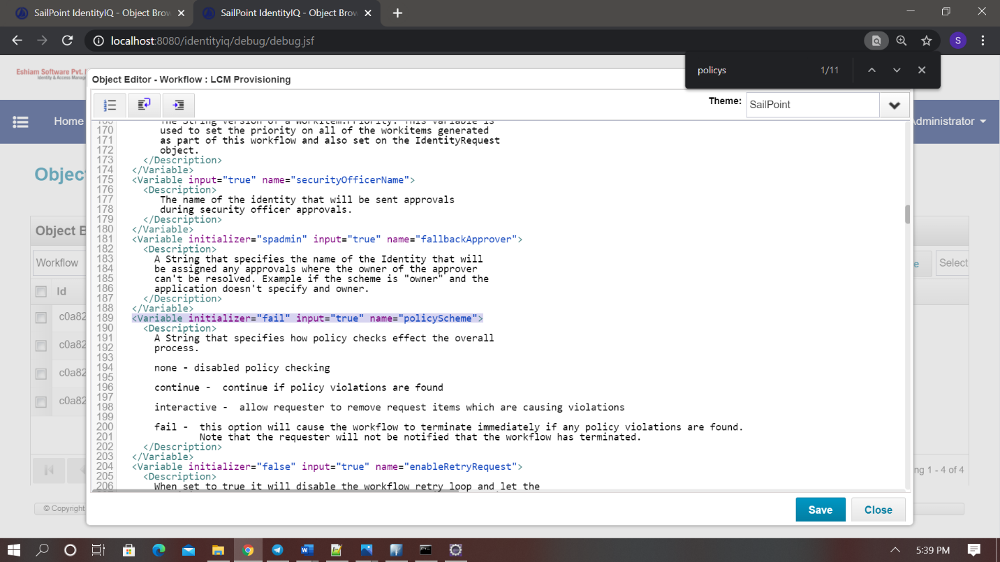 SailPoint IdentityIQ - Object Brow
SailPoint IdentityIQ - Object Brow
localhost:8080/identityiq/debug/debug.jsf
S
policys
1/11
Eshiam Software Pvt.
Identity & Access Manag
Object Editor - Workflow : LCM Provisioning
Theme:
SailPoint
Home
Administrator
Objec
Object E
Workflow
Select
Id
c0a82
c0a82
c0a82
c0a82
ng 1 - 4 of 4
© Copyright
169 The String version of a WorkItem.Priority. This variable is
170 used to set the priority on all of the workitems generated
171 as part of this workflow and also set on the IdentityRequest
172 object.
173 </Description>
174 </Variable>
175 <Variable input="true" name="securityOfficerName">
176 <Description>
177 The name of the identity that will be sent approvals
178 during security officer approvals.
179 </Description>
180 </Variable>
181 <Variable initializer="spadmin" input="true" name="fallbackApprover">
182 <Description>
183 A String that specifies the name of the Identity that will
184 be assigned any approvals where the owner of the approver
185 can't be resolved. Example if the scheme is "owner" and the
186 application doesn't specify and owner.
187 </Description>
188 </Variable>
189 <Variable initializer="fail" input="true" name="policyScheme">
190 <Description>
191 A String that specifies how policy checks effect the overall
192 process.
193
194 none - disabled policy checking
195
196 continue - continue if policy violations are found
197
198 interactive - allow requester to remove request items which are causing violations
199
200 fail - this option will cause the workflow to terminate immediately if any policy violations are found.
201 Note that the requester will not be notified that the workflow has terminated.
202 </Description>
203 </Variable>
204 <Variable initializer="false" input="true" name="enableRetryRequest">
205 <Description>
206 When set to true it will disable the workflow retry loop and let the
Save
Close
5:39 PM